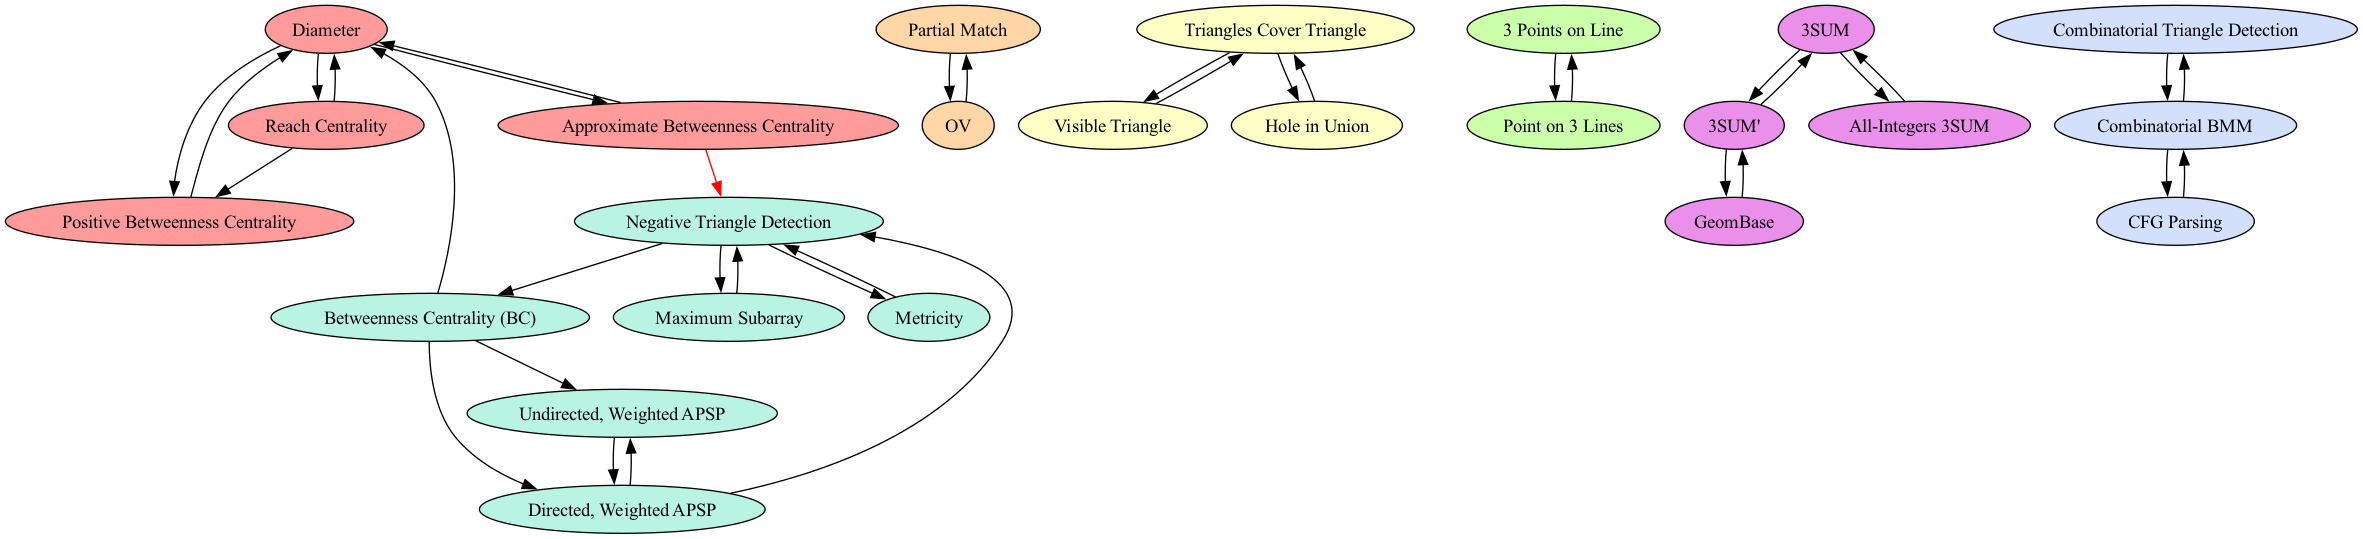 Diameter
Partial Match
Triangles Cover Triangle
3 Points on Line
3SUM
Combinatorial Triangle Detection
Reach Centrality
Approximate Betweenness Centrality
OV
Visible Triangle
Hole in Union
Point on 3 Lines
3SUM'
All-Integers 3SUM
Combinatorial BMM
Positive Betweenness Centrality
Negative Triangle Detection
GeomBase
CFG Parsing
Betweenness Centrality (BC)
Maximum Subarray
Metricity
Undirected, Weighted APSP
Directed, Weighted APSP